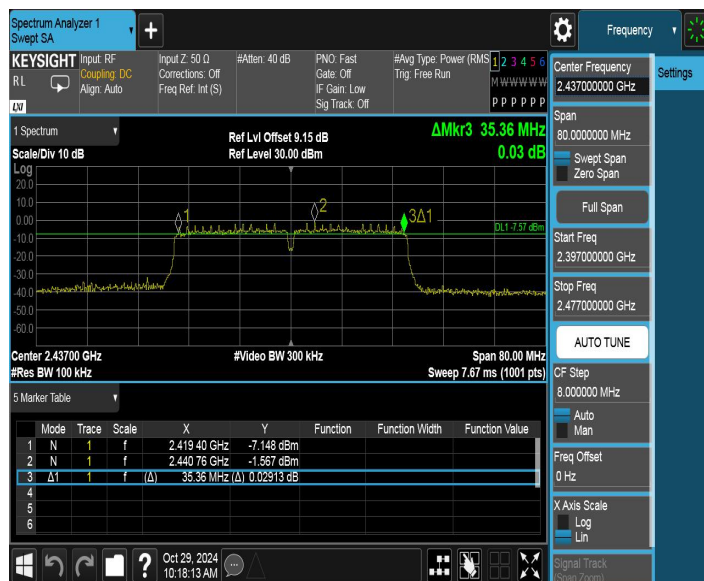 Spectrum Analyzer 1
Swept SA
+
Frequency
KEYSIGHT
RL
LNI
Input: RF
Coupling: DC
Align: Auto
Input Z: 50 Ω
Corrections: Off
Freq Ref: Int (S)
#Atten: 40 dB
PNO: Fast
Gate: Off
IF Gain: Low
Sig Track: Off
#Avg Type: Power (RMS
Trig: Free Run
1 2 3 4 5 6
M W W W W W
P P P P P P
1 Spectrum
Scale/Div 10 dB
Ref Lvl Offset 9.15 dB
Ref Level 30.00 dBm
ΔMkr3 35.36 MHz
0.03 dB
Log
20.0
10.0
0.00
-10.0
-20.0
-30.0
-40.0
-50.0
-60.0
1
2
3Δ1
DL1 -7.57 dBm
Center 2.43700 GHz
#Video BW 300 kHz
Span 80.00 MHz
#Res BW 100 kHz
Sweep 7.67 ms (1001 pts)
5 Marker Table
Mode Trace Scale X Y Function Function Width Function Value
1 N 1 f 2.419 40 GHz -7.148 dBm
2 N 1 f 2.440 76 GHz -1.567 dBm
3 Δ1 1 f (Δ) 35.36 MHz (Δ) 0.02913 dB
4
5
6
?
Oct 29, 2024
10:18:13 AM
Center Frequency
2.437000000 GHz
Settings
Span
80.0000000 MHz
Swept Span
Zero Span
Full Span
Start Freq
2.397000000 GHz
Stop Freq
2.477000000 GHz
AUTO TUNE
CF Step
8.000000 MHz
Auto
Man
Freq Offset
0 Hz
X Axis Scale
Log
Lin
Signal Track
(Span Zoom)